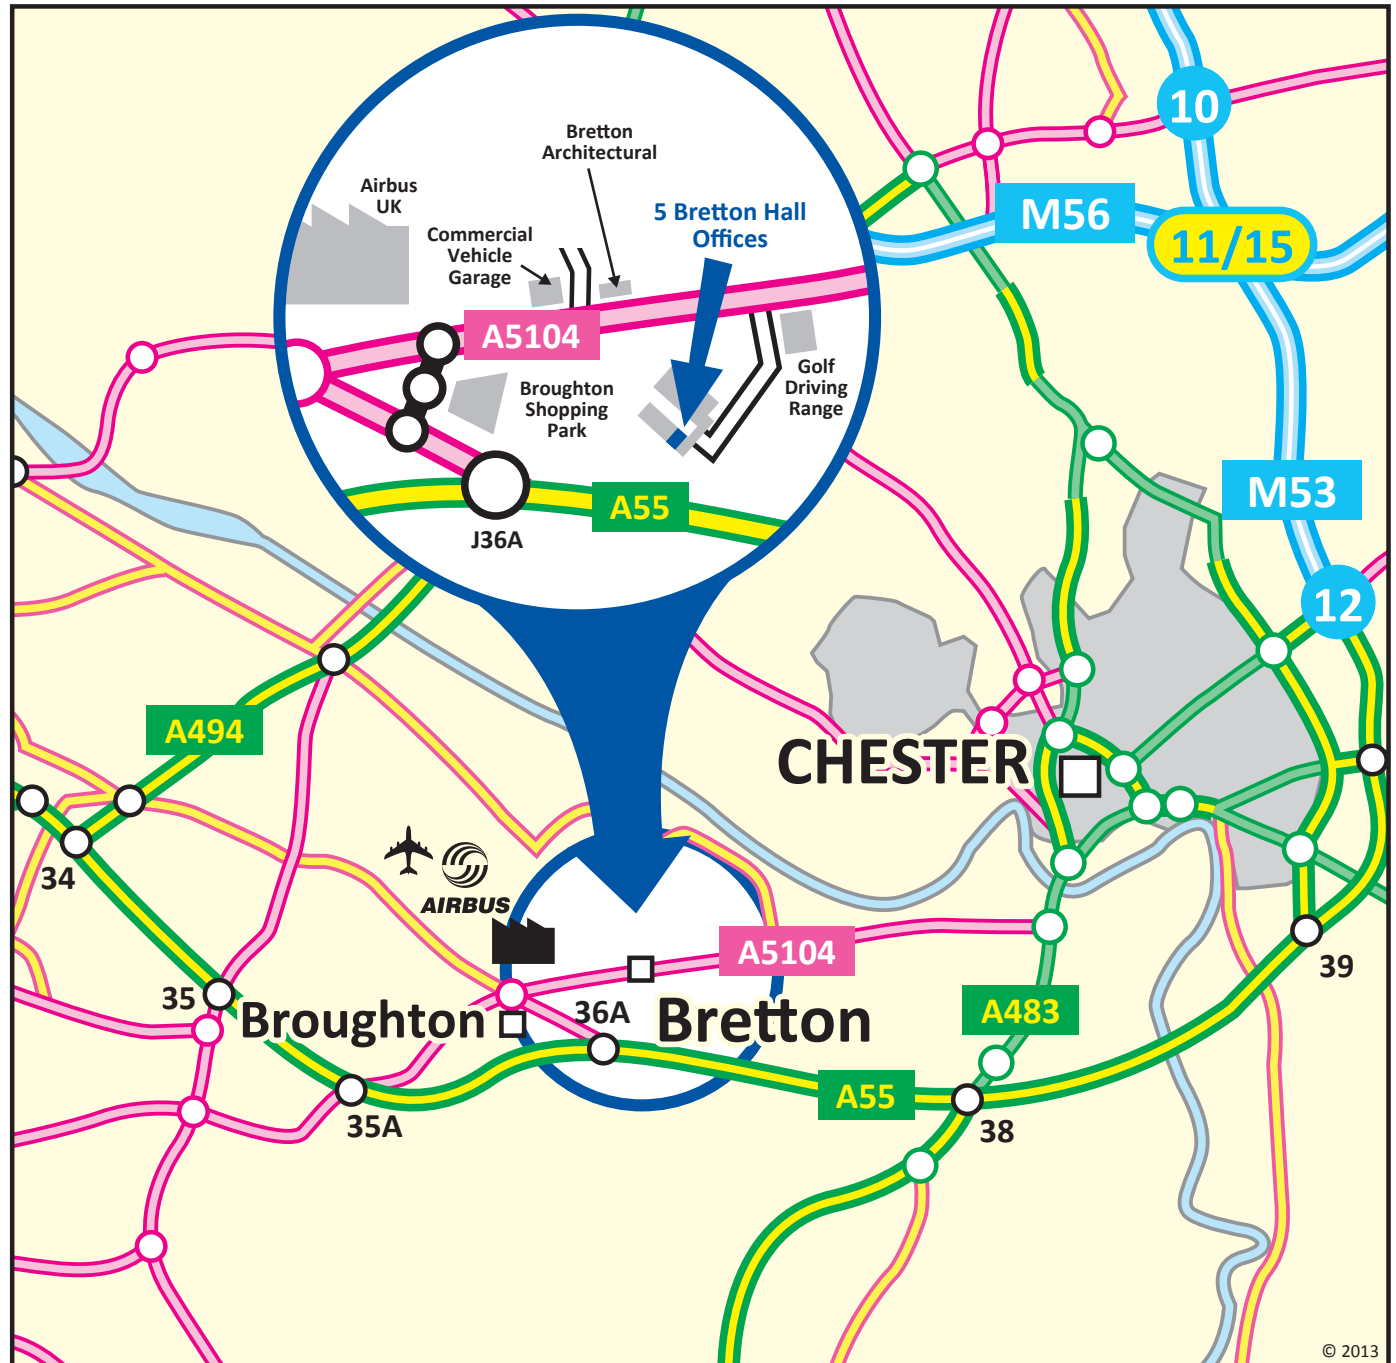 10
M56
11/15
Bretton
Architectural
Airbus
UK
5 Bretton Hall
Offices
Commercial
Vehicle
Garage
A5104
Golf
Driving
Range
Broughton
Shopping
Park
A55
J36A
M53
12
A494
CHESTER
34
AIRBUS
A5104
39
35
Broughton
36A
Bretton
A483
A55
35A
38
© 2013